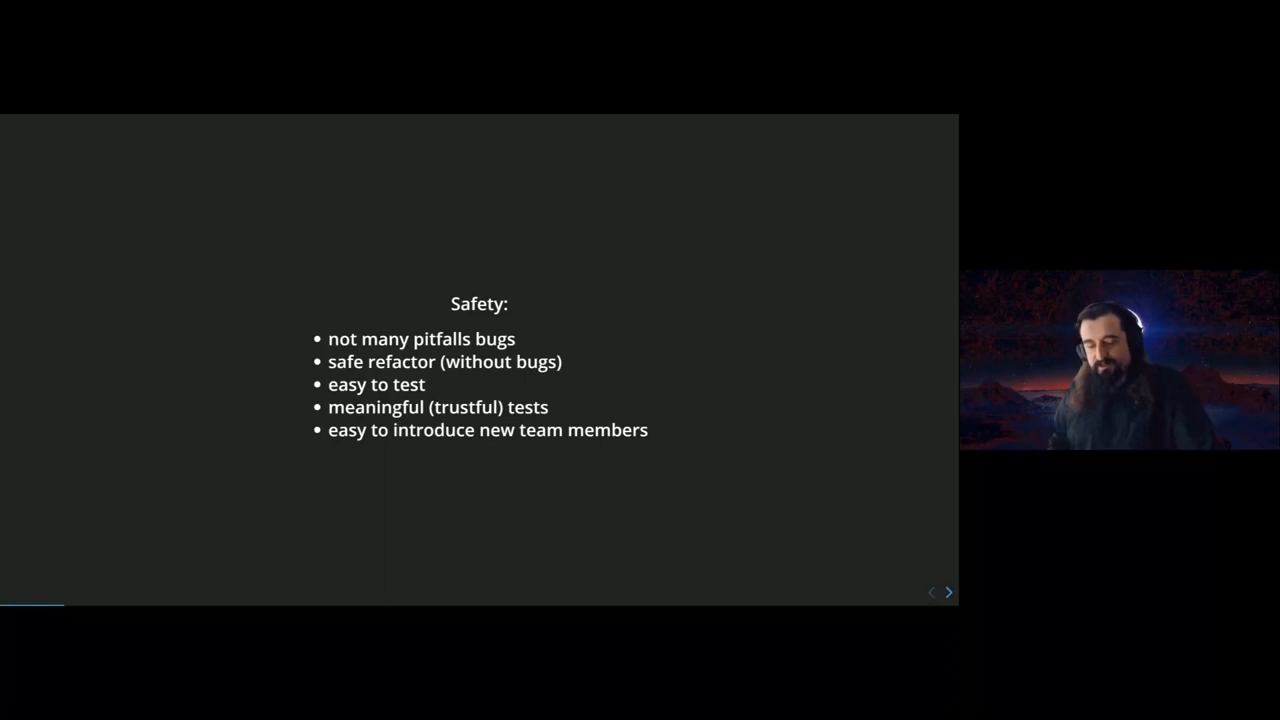 Safety:
• not many pitfalls bugs
• safe refactor (without bugs)
• easy to test
• meaningful (trustful) tests
• easy to introduce new team members